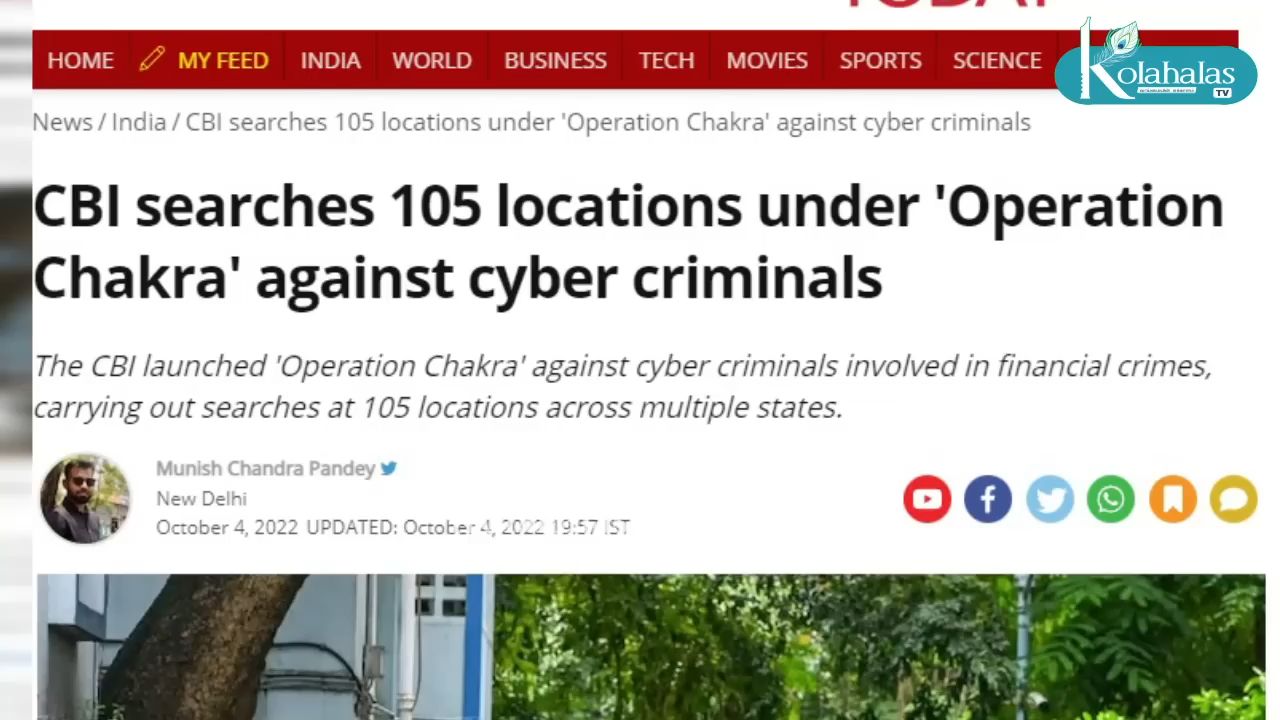 TODAY
HOME MY FEED INDIA WORLD BUSINESS TECH MOVIES SPORTS SCIENCE
Kolahalas
TV
News / India / CBI searches 105 locations under 'Operation Chakra' against cyber criminals
CBI searches 105 locations under 'Operation
Chakra' against cyber criminals
The CBI launched 'Operation Chakra' against cyber criminals involved in financial crimes,
carrying out searches at 105 locations across multiple states.
Munish Chandra Pandey
New Delhi
October 4, 2022 UPDATED: October 4, 2022 19:57 IST